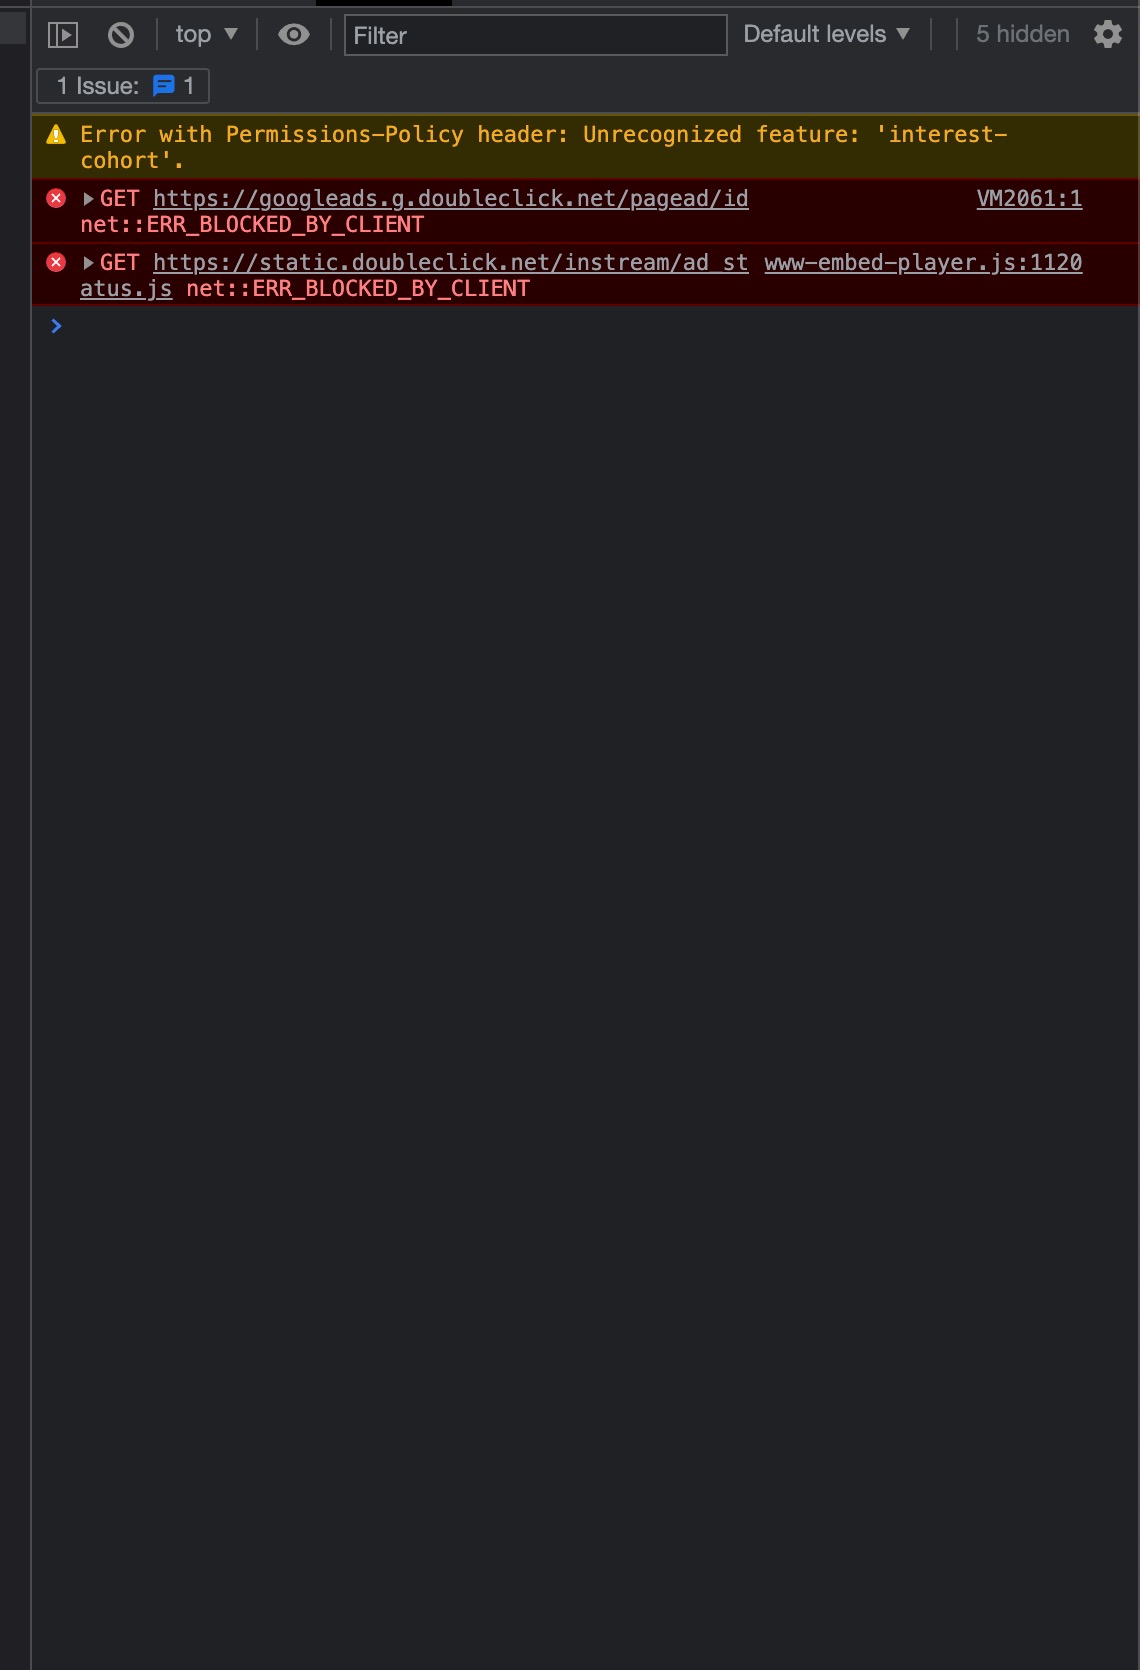 top ▼ Filter Default levels ▼ 5 hidden
1 Issue: 1
Error with Permissions-Policy header: Unrecognized feature: 'interest-
cohort'.
GET https://googleads.g.doubleclick.net/pagead/id VM2061:1
net::ERR_BLOCKED_BY_CLIENT
GET https://static.doubleclick.net/instream/ad_st www-embed-player.js:1120
atus.js net::ERR_BLOCKED_BY_CLIENT